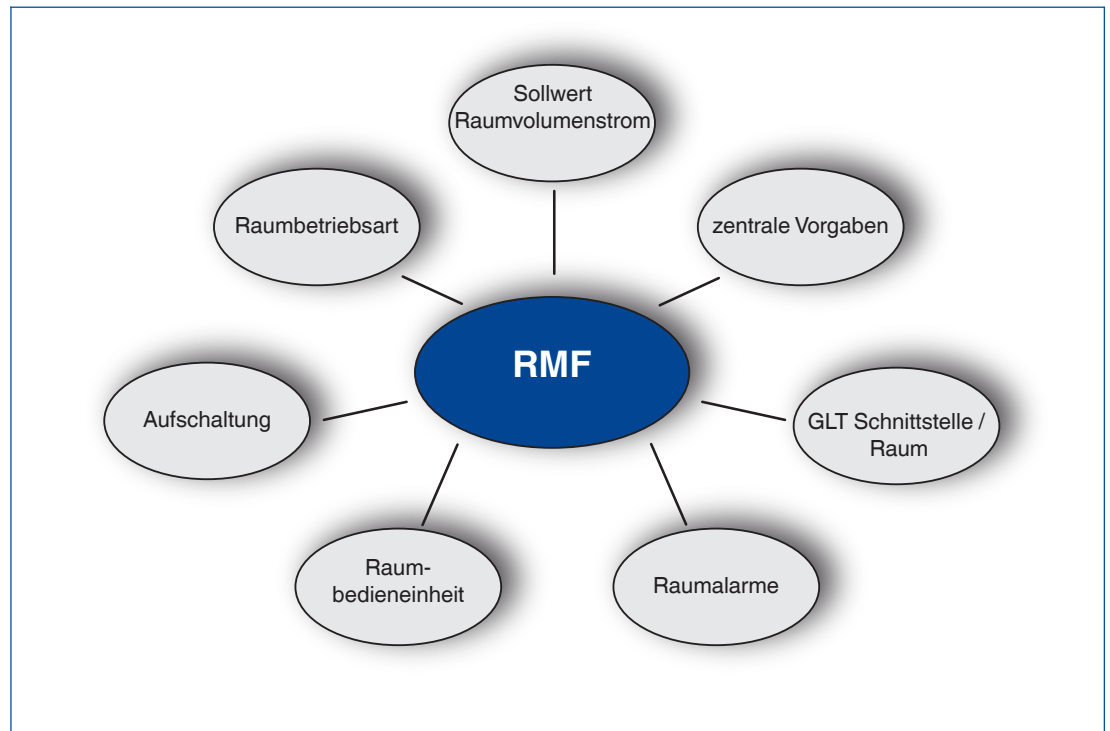 Sollwert
Raumvolumenstrom
Raumbetriebsart
zentrale Vorgaben
RMF
Aufschaltung
GLT Schnittstelle /
Raum
Raum-
bedieneinheit
Raumalarme